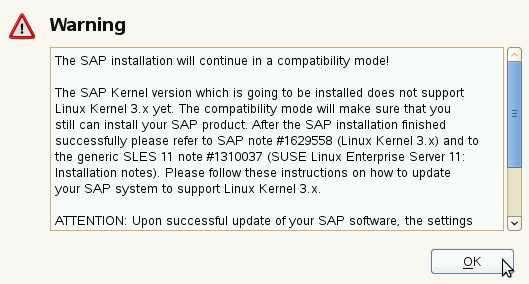 Warning
The SAP installation will continue in a compatibility mode!
The SAP Kernel version which is going to be installed does not support
Linux Kernel 3.x yet. The compatibility mode will make sure that you
still can install your SAP product. After the SAP installation finished
successfully please refer to SAP note #1629558 (Linux Kernel 3.x) and to
the generic SLES 11 note #1310037 (SUSE Linux Enterprise Server 11:
Installation notes). Please follow these instructions on how to update
your SAP system to support Linux Kernel 3.x.
ATTENTION: Upon successful update of your SAP software, the settings
OK